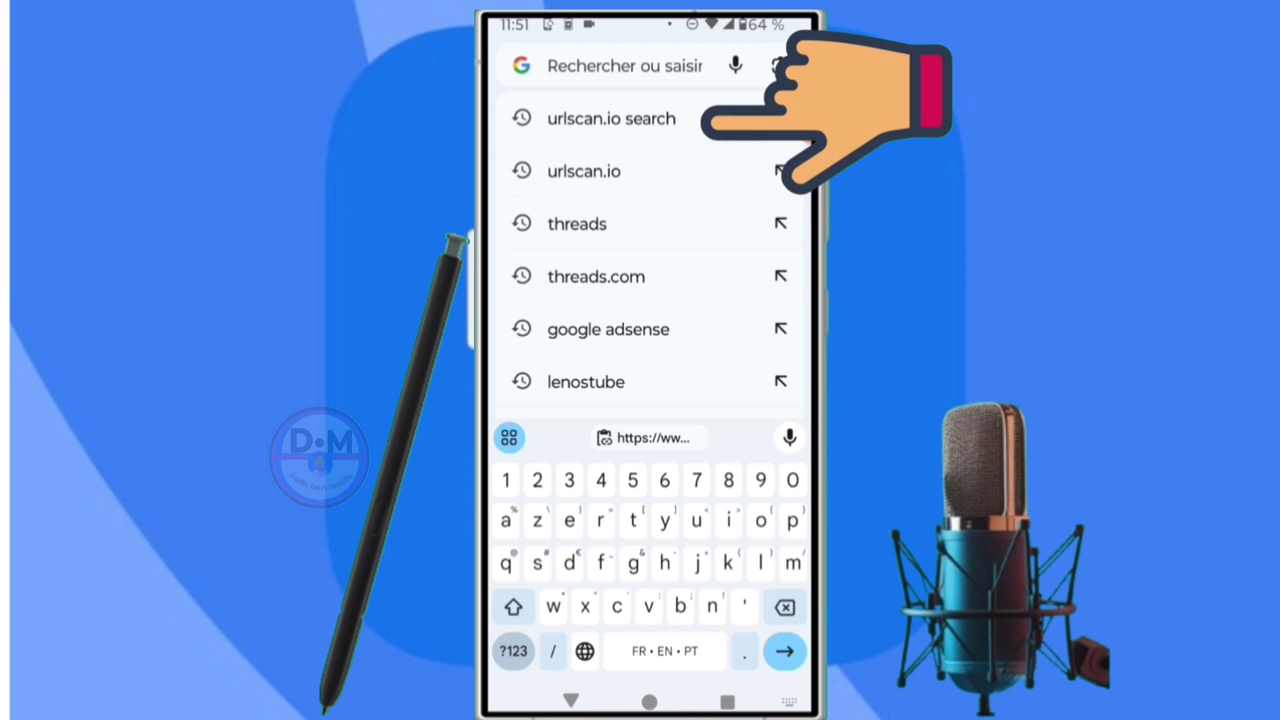 11:51
64 %
Rechercher ou saisir
urlscan.io search
urlscan.io
threads
threads.com
google adsense
lenostube
https://ww...
1 2 3 4 5 6 7 8 9 0
a z e r t y u i o p
q s d f g h j k l m
w x c v b n '
?123 / FR • EN • PT .
D•M